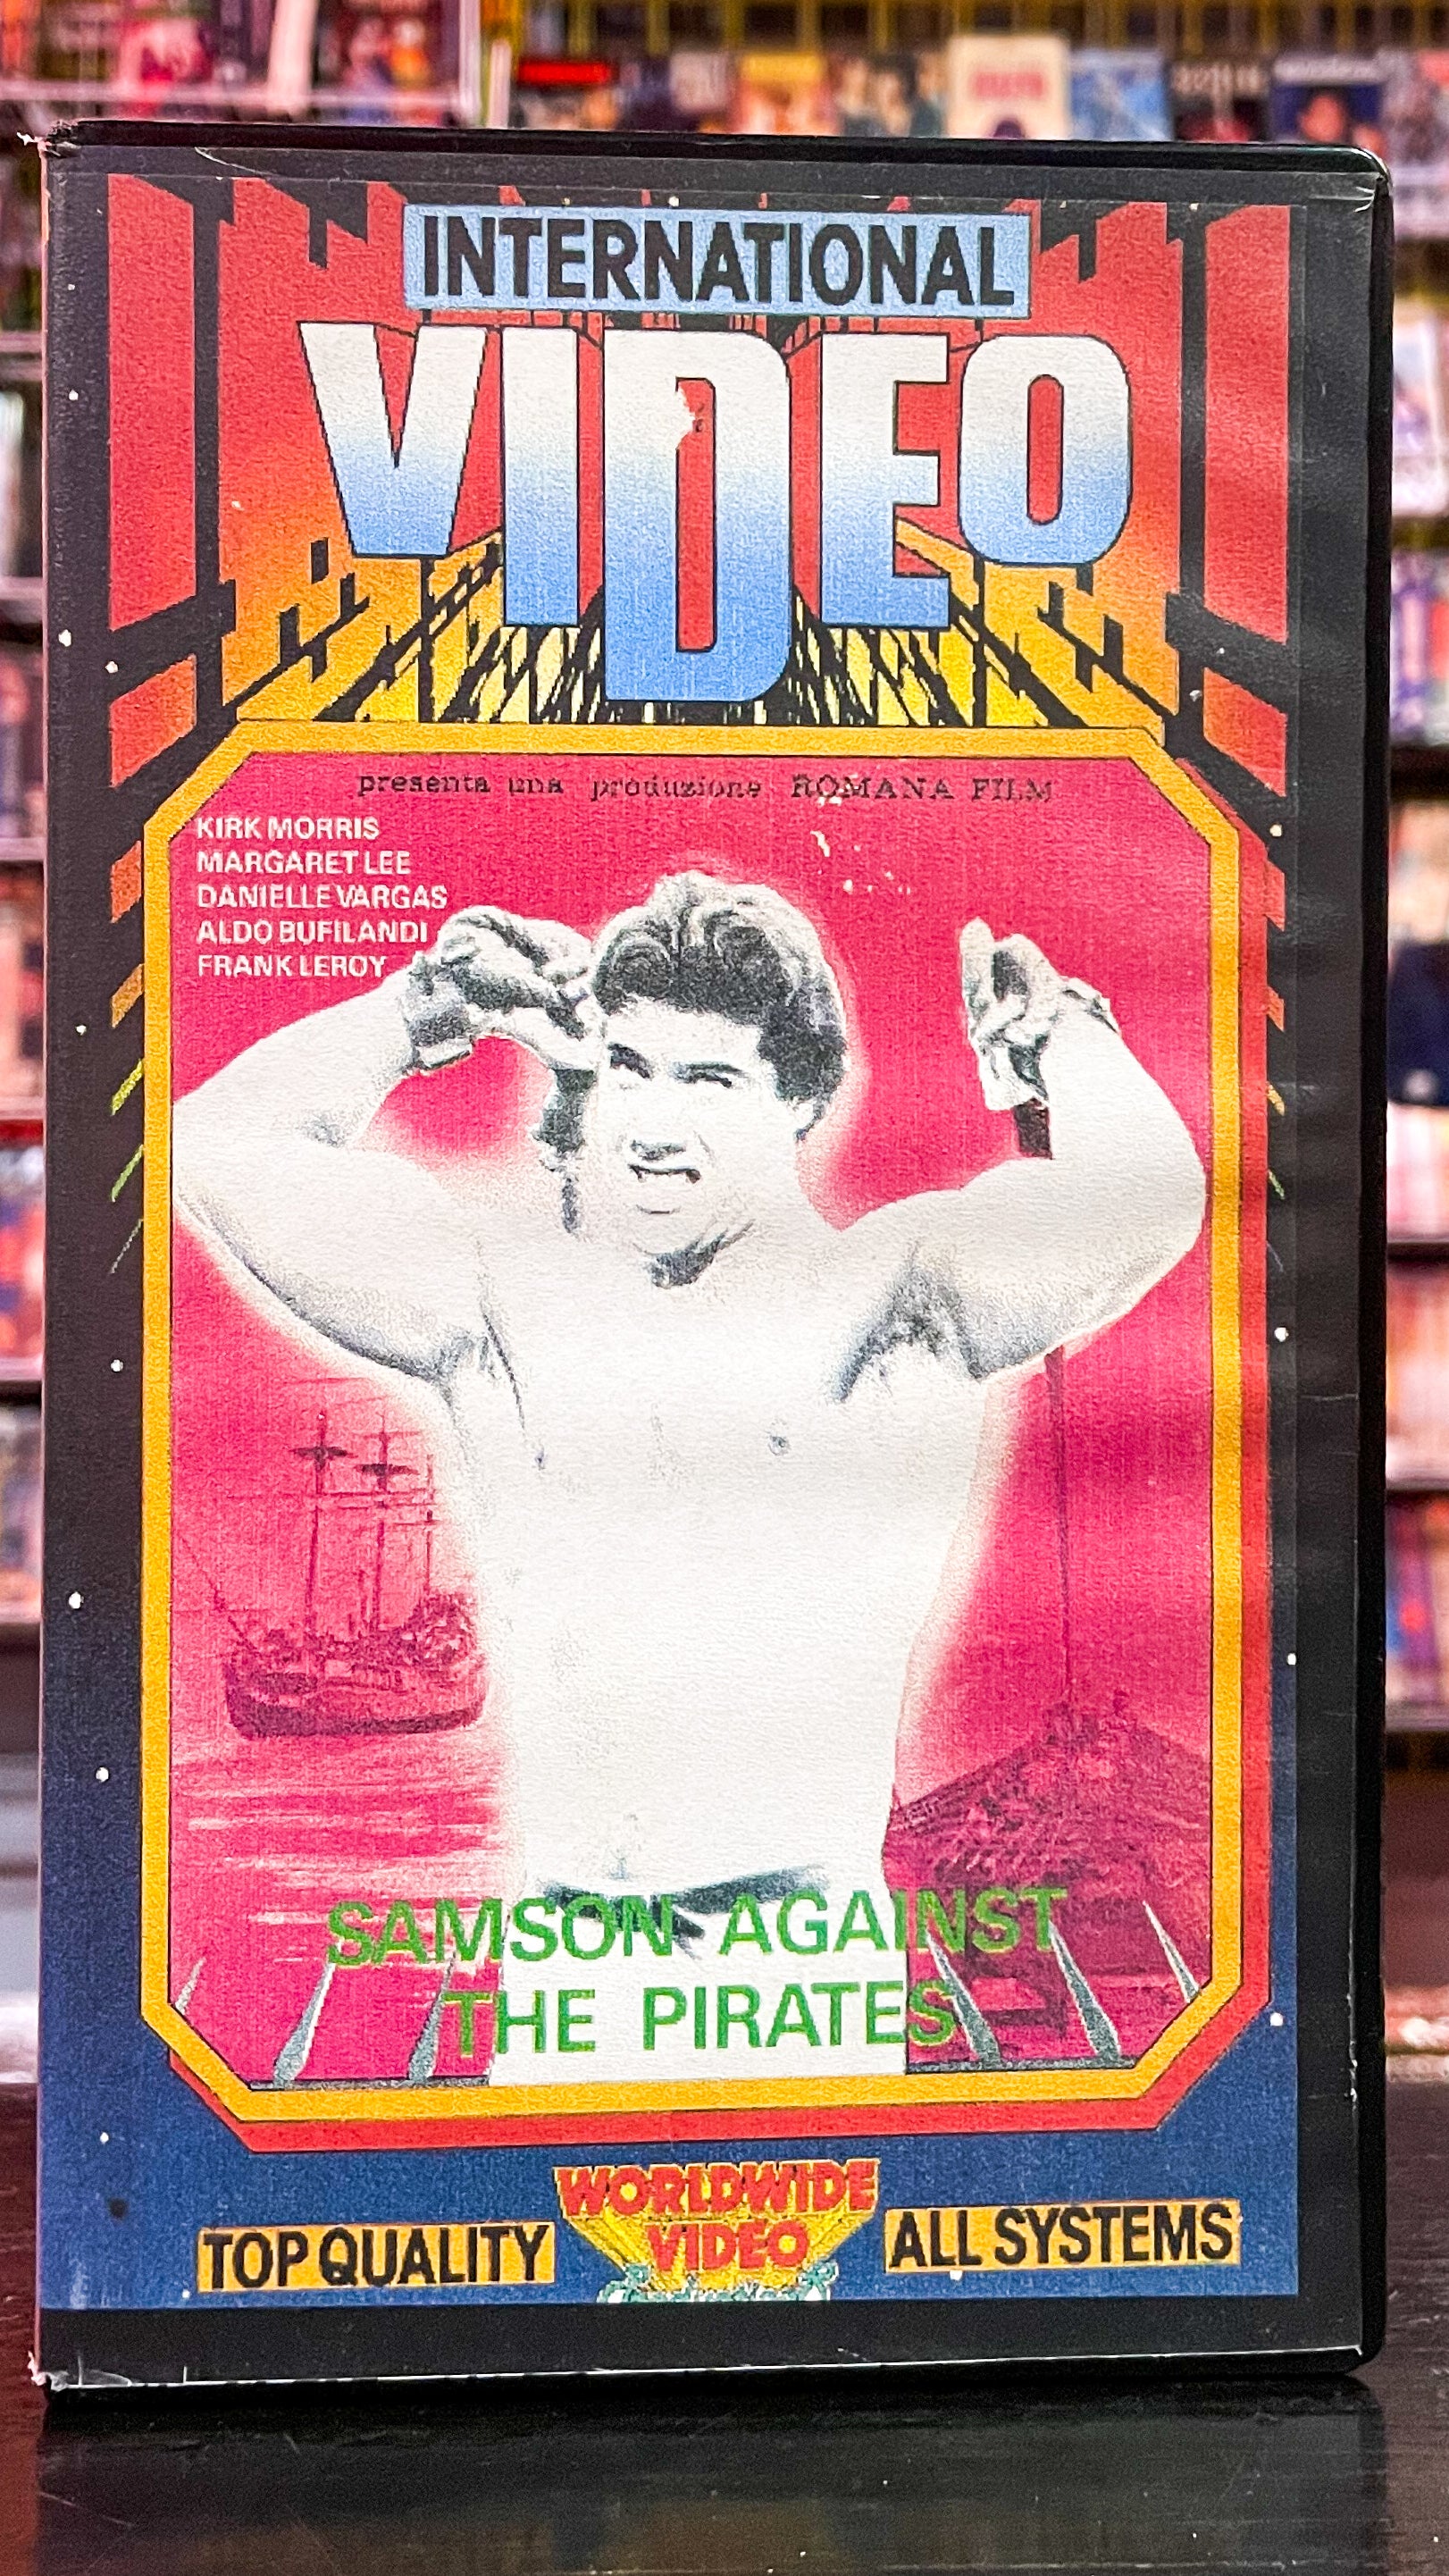 INTERNATIONAL
VIDEO
presenta una produzione ROMANA FILM
KIRK MORRIS
MARGARET LEE
DANIELLE VARGAS
ALDO BUFILANDI
FRANK LEROY
SAMSON AGAINST
THE PIRATES
TOP QUALITY
WORLDWIDE
VIDEO
ALL SYSTEMS